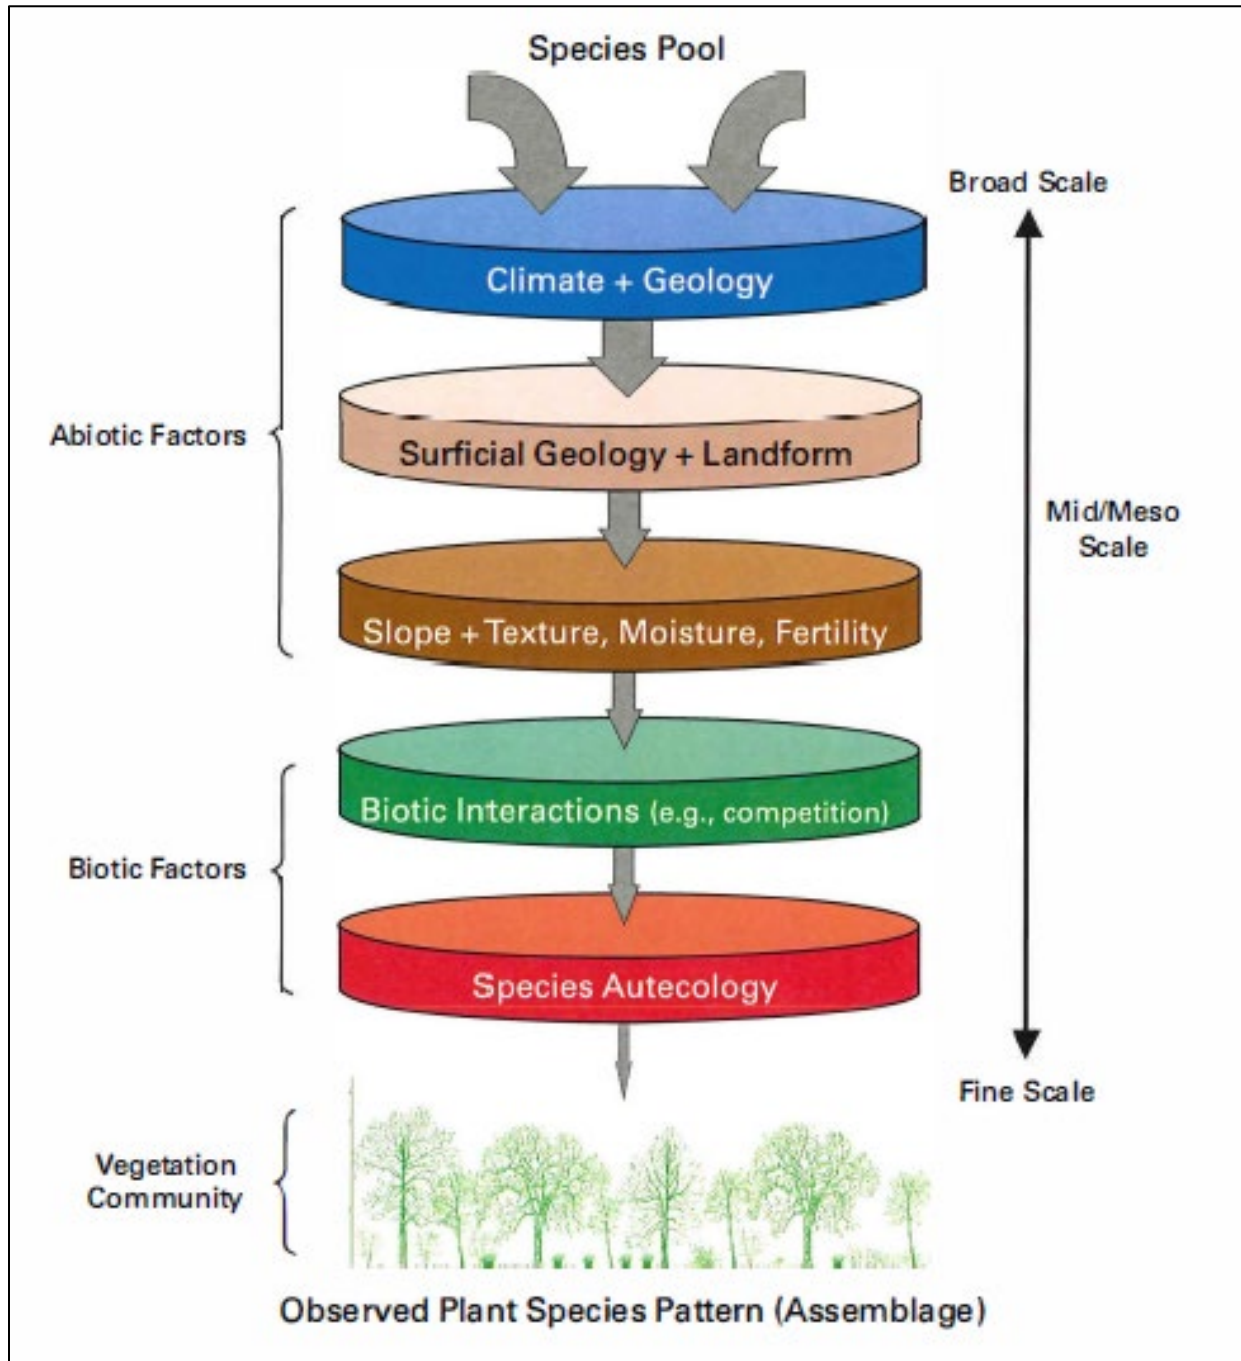 Species Pool
Broad Scale
Climate + Geology
Abiotic Factors
Surficial Geology + Landform
Mid/Meso
Scale
Slope + Texture, Moisture, Fertility
Biotic Interactions (e.g., competition)
Biotic Factors
Species Autecology
Fine Scale
Vegetation
Community
Observed Plant Species Pattern (Assemblage)